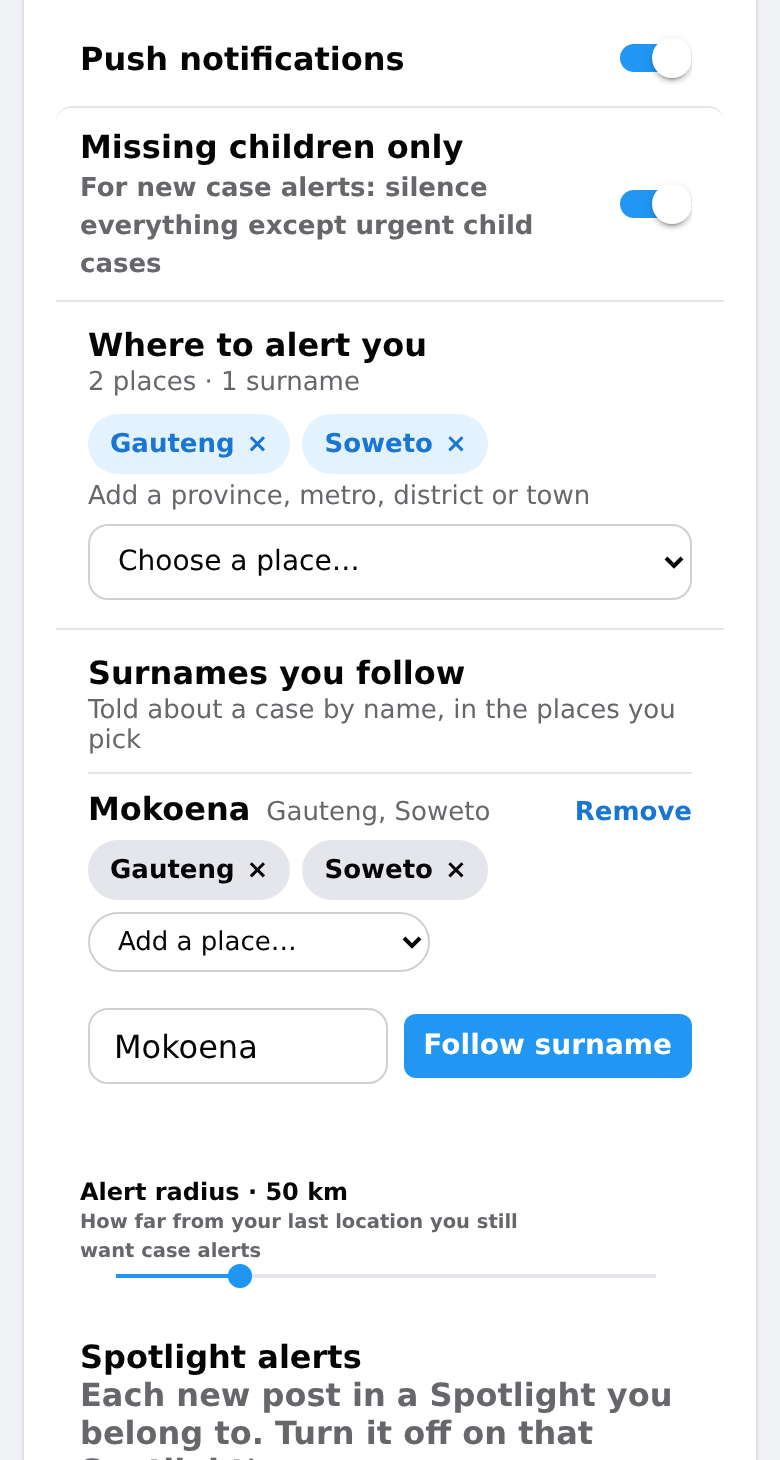 Push notifications
Missing children only
For new case alerts: silence
everything except urgent child
cases
Where to alert you
2 places · 1 surname
Gauteng ×
Soweto ×
Add a province, metro, district or town
Choose a place…
Surnames you follow
Told about a case by name, in the places you
pick
Mokoena Gauteng, Soweto Remove
Gauteng ×
Soweto ×
Add a place…
Mokoena
Follow surname
Alert radius · 50 km
How far from your last location you still
want case alerts
Spotlight alerts
Each new post in a Spotlight you
belong to. Turn it off on that